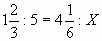 1 2/3 : 5 = 4 1/6 : X